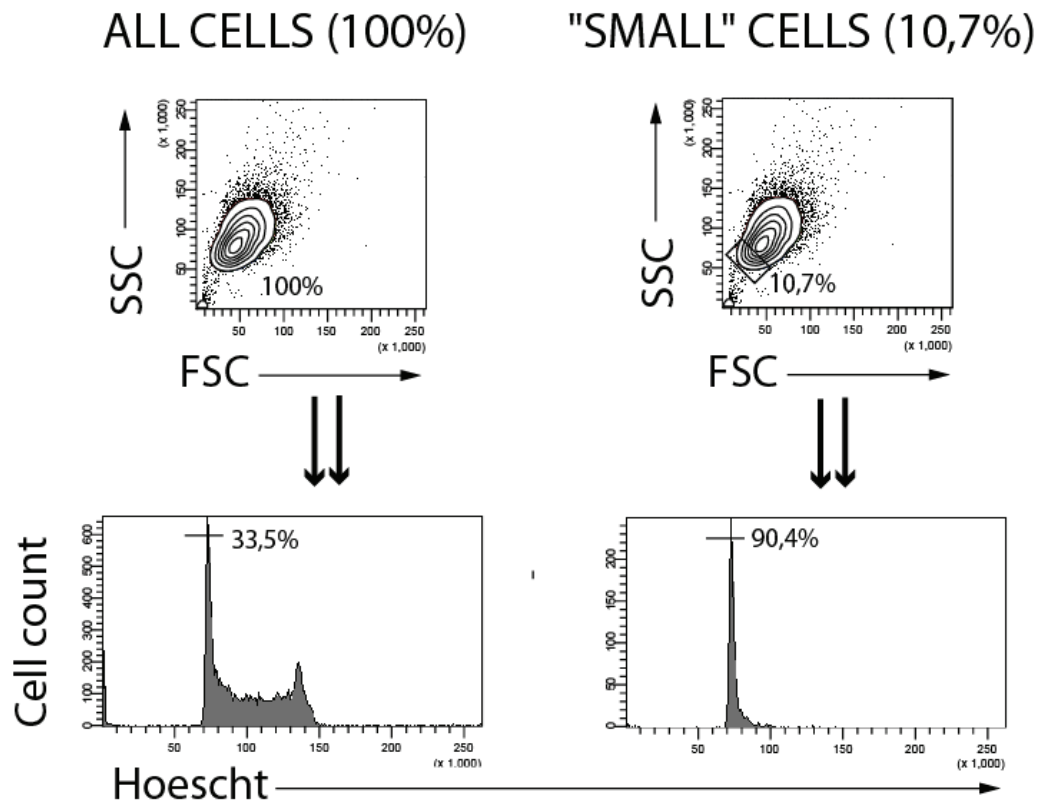 ALL CELLS (100%)
"SMALL" CELLS (10,7%)
SSC
(x 1,000)
250
200
150
100
50
100%
50 100 150 200 250
(x 1,000)
FSC
SSC
(x 1,000)
250
200
150
100
50
10,7%
50 100 150 200 250
(x 1,000)
FSC
Cell count
600
500
400
300
200
100
0
33,5%
50 100 150 200 250
(x 1,000)
200
150
100
50
0
90,4%
50 100 150 200 250
(x 1,000)
Hoescht